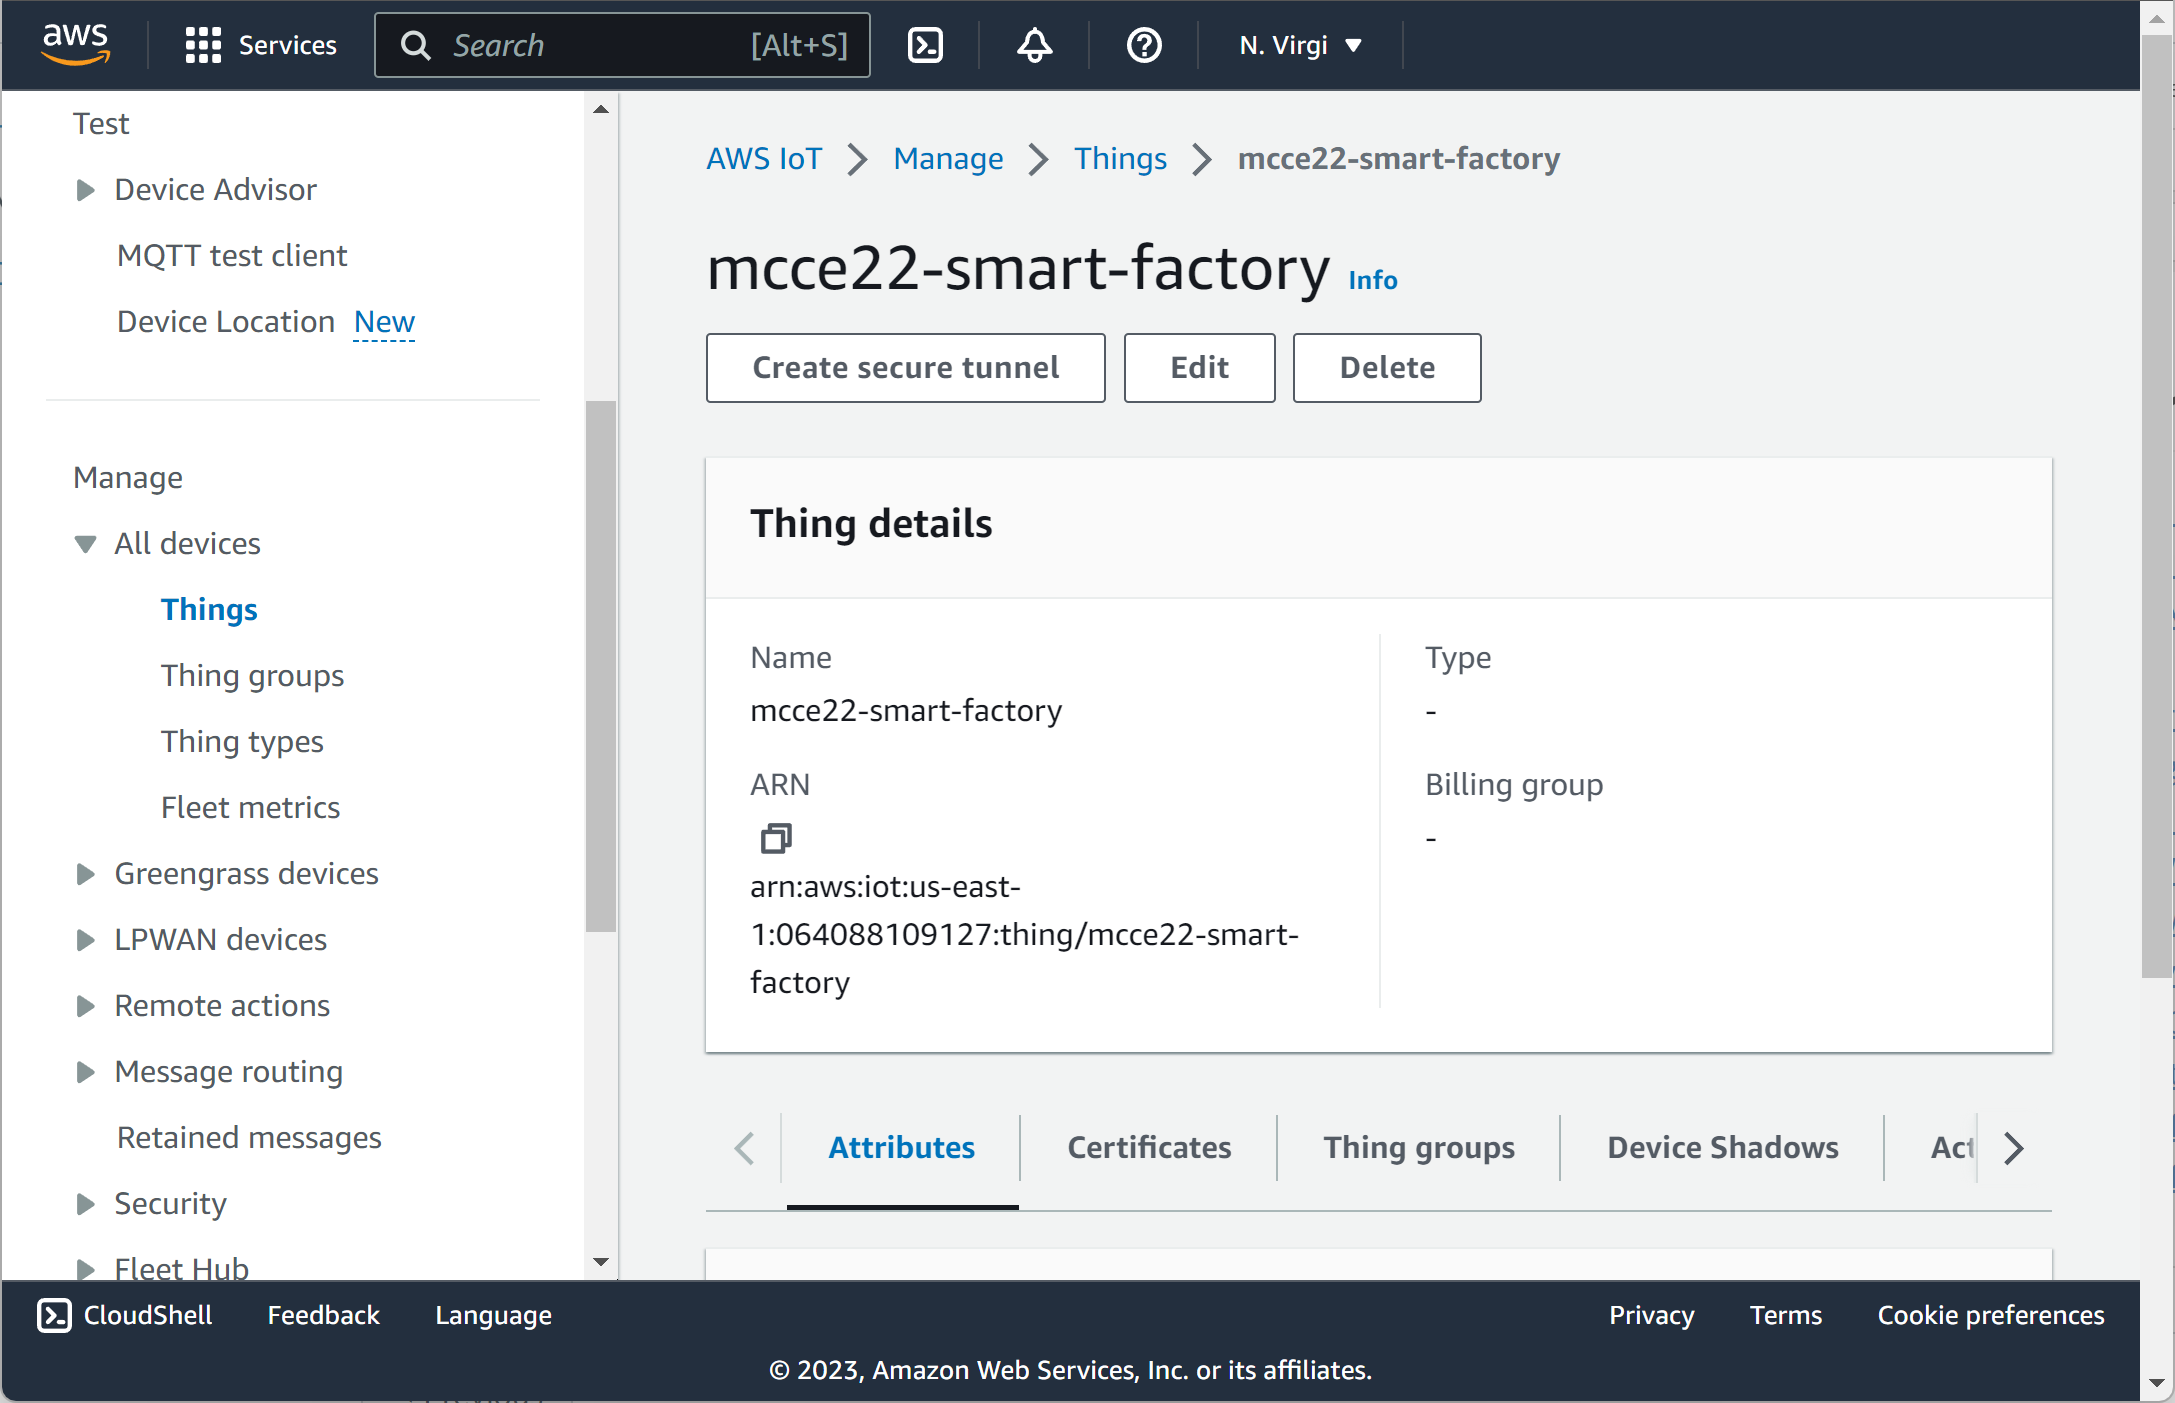 aws
Services
Search [Alt+S]
N. Virgi
Test
Device Advisor
MQTT test client
Device Location New
Manage
All devices
Things
Thing groups
Thing types
Fleet metrics
Greengrass devices
LPWAN devices
Remote actions
Message routing
Retained messages
Security
Fleet Hub
AWS IoT > Manage > Things > mcce22-smart-factory
mcce22-smart-factory Info
Create secure tunnel
Edit
Delete
Thing details
Name
mcce22-smart-factory
ARN
arn:aws:iot:us-east-
1:064088109127:thing/mcce22-smart-
factory
Type
-
Billing group
-
Attributes
Certificates
Thing groups
Device Shadows
Act
CloudShell
Feedback
Language
Privacy
Terms
Cookie preferences
© 2023, Amazon Web Services, Inc. or its affiliates.